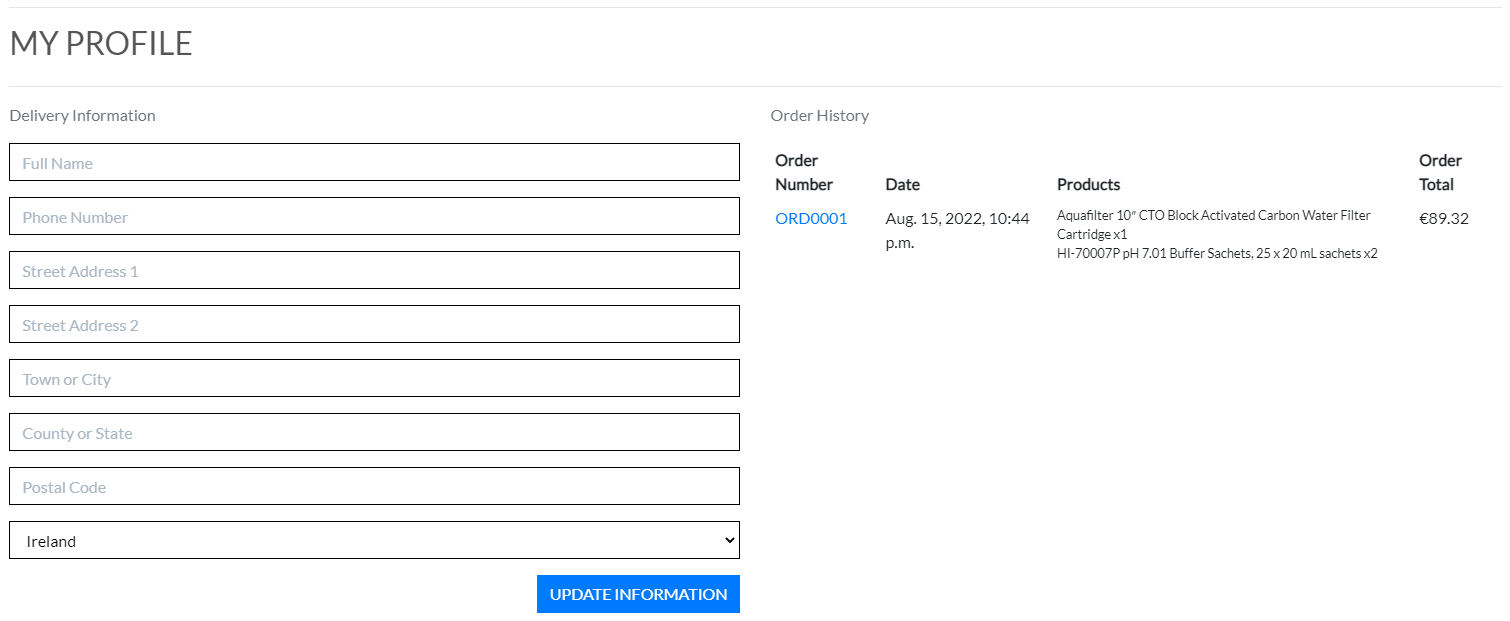 MY PROFILE
Delivery Information
Full Name
Phone Number
Street Address 1
Street Address 2
Town or City
County or State
Postal Code
Ireland
UPDATE INFORMATION
Order History
Order Number
Date
Products
Order Total
ORD0001
Aug. 15, 2022, 10:44
p.m.
Aquafilter 10″ CTO Block Activated Carbon Water Filter
Cartridge x1
HI-70007P pH 7.01 Buffer Sachets, 25 x 20 mL sachets x2
€89.32